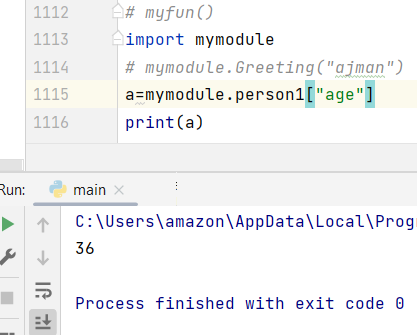 1112 # myfun()
1113 import mymodule
1114 # mymodule.Greeting("ajman")
1115 a=mymodule.person1["age"]
1116 print(a)
Run: main
C:\Users\amazon\AppData\Local\Progr
36
Process finished with exit code 0